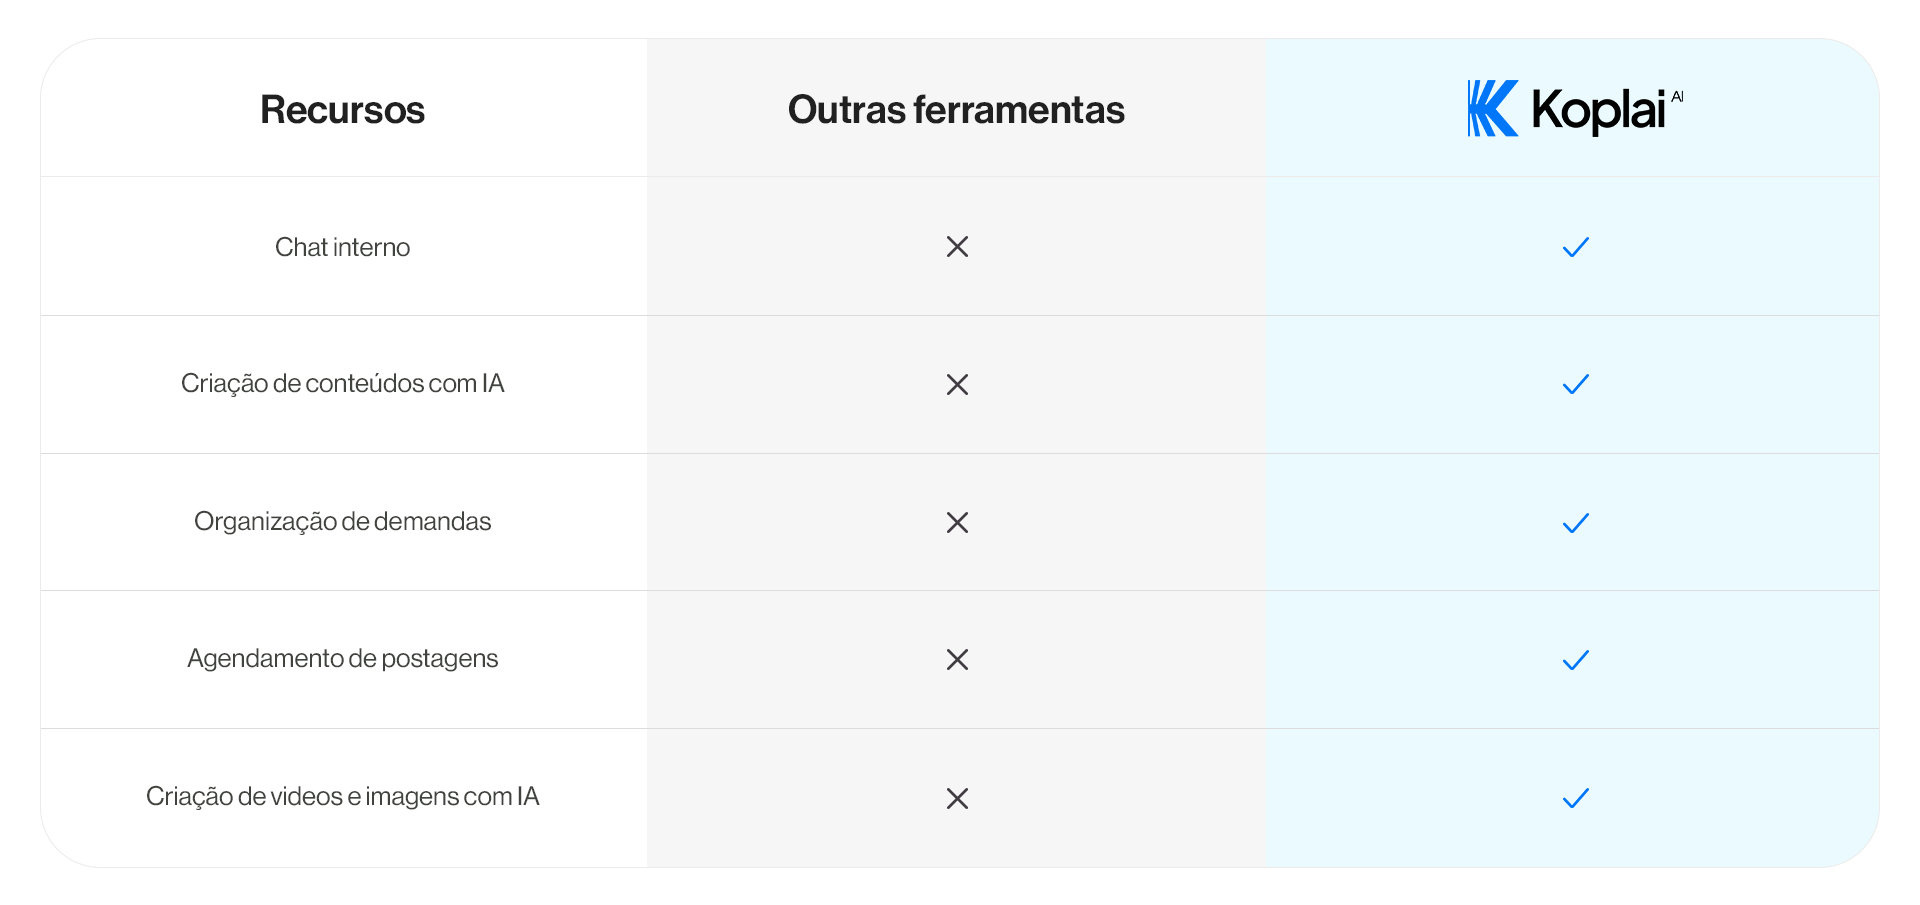 Recursos
Outras ferramentas
Koplai AI
Chat interno
Criação de conteúdos com IA
Organização de demandas
Agendamento de postagens
Criação de videos e imagens com IA